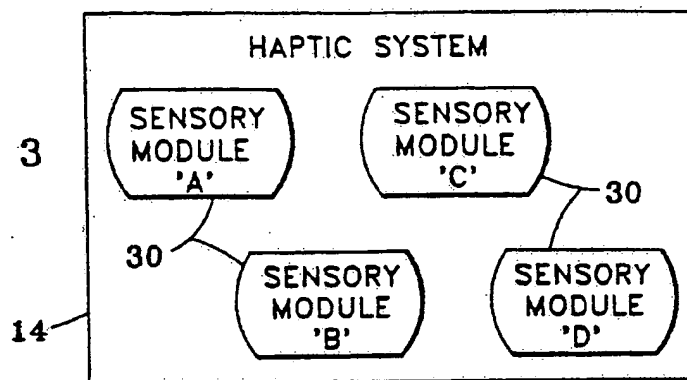 HAPTIC SYSTEM
SENSORY
MODULE
'A'
SENSORY
MODULE
'C'
3
30
30
SENSORY
MODULE
'B'
SENSORY
MODULE
'D'
14